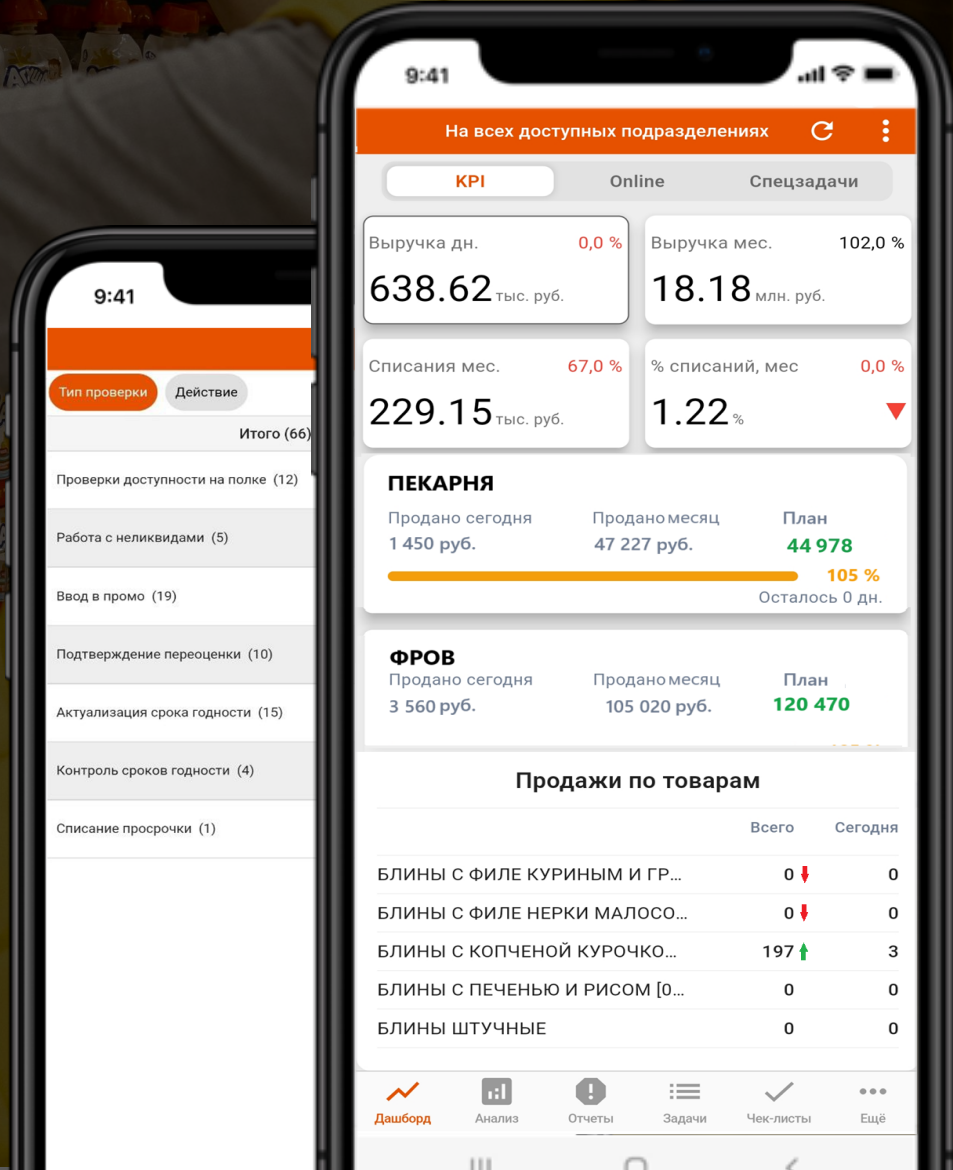 9:41
Тип проверки
Действие
Итого (66)
Проверки доступности на полке (12)
Работа с неликвидами (5)
Ввод в промо (19)
Подтверждение переоценки (10)
Актуализация срока годности (15)
Контроль сроков годности (4)
Списание просрочки (1)
9:41
На всех доступных подразделениях
KPI Online Спецзадачи
Выручка дн. 0,0 %
638.62 тыс. руб.
Выручка мес. 102,0 %
18.18 млн. руб.
Списания мес. 67,0 %
229.15 тыс. руб.
% списаний, мес 0,0 %
1.22 %
ПЕКАРНЯ
Продано сегодня Продано месяц План
1 450 руб. 47 227 руб. 44 978
105 %
Осталось 0 дн.
ФРОВ
Продано сегодня Продано месяц План
3 560 руб. 105 020 руб. 120 470
Продажи по товарам
Всего Сегодня
БЛИНЫ С ФИЛЕ КУРИНЫМ И ГР... 0 0
БЛИНЫ С ФИЛЕ НЕРКИ МАЛОСО... 0 0
БЛИНЫ С КОПЧЕНОЙ КУРОЧКО... 197 3
БЛИНЫ С ПЕЧЕНЬЮ И РИСОМ [0... 0 0
БЛИНЫ ШТУЧНЫЕ 0 0
Дашборд Анализ Отчеты Задачи Чек-листы Ещё